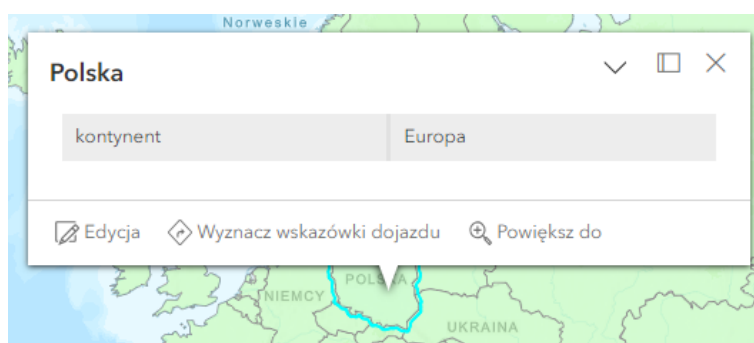 Norweskie
Polska
kontynent Europa
Edycja Wyznacz wskazówki dojazdu Powiększ do
POLSKA
NIEMCY
UKRAINA